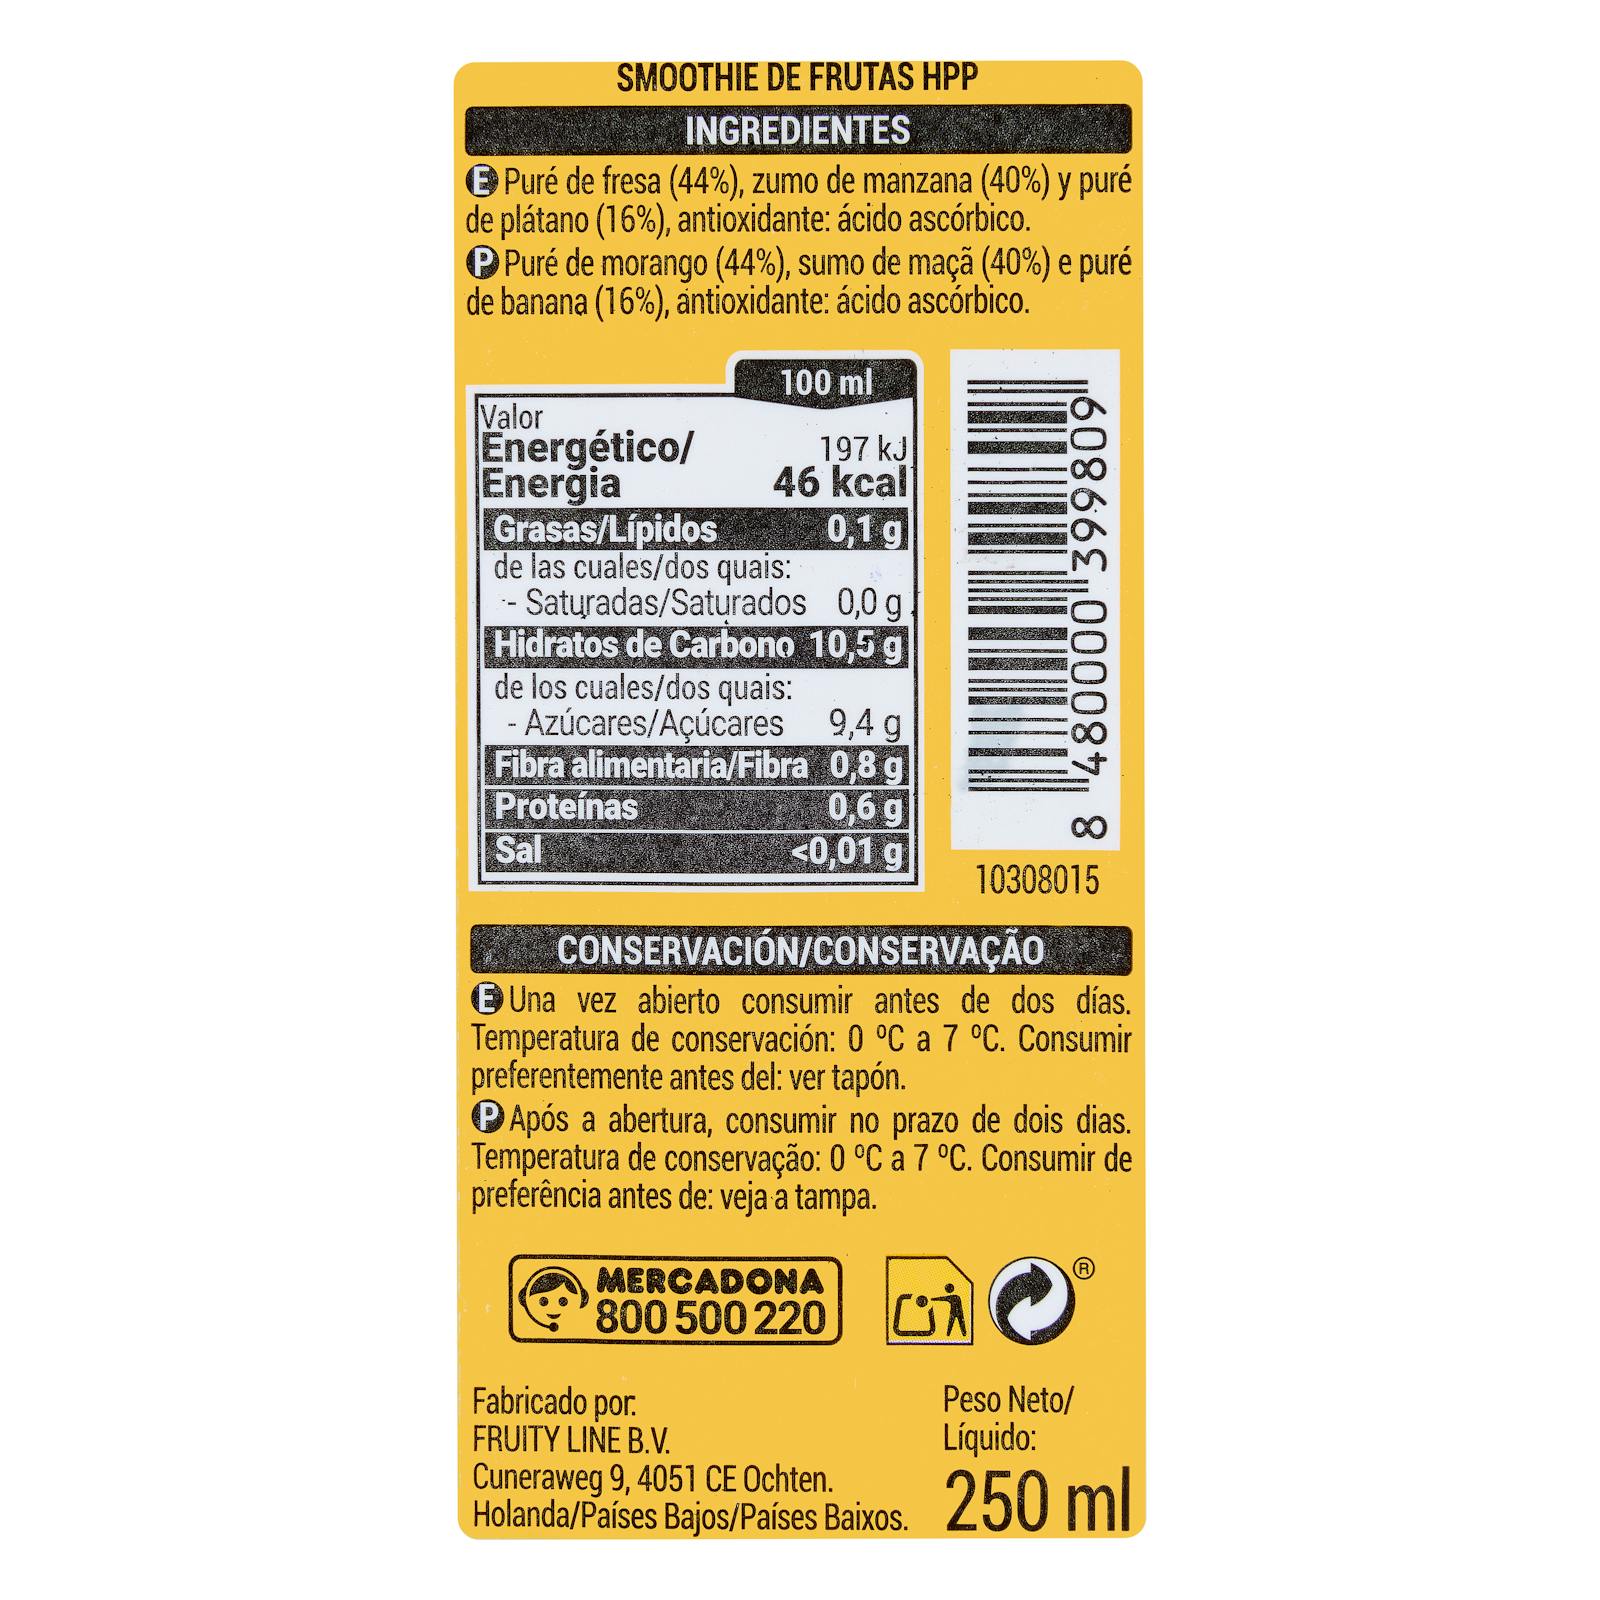 SMOOTHIE DE FRUTAS HPP
INGREDIENTES
E Puré de fresa (44%), zumo de manzana (40%) y puré
de plátano (16%), antioxidante: ácido ascórbico.
P Puré de morango (44%), sumo de maçã (40%) e puré
de banana (16%), antioxidante: ácido ascórbico.
100 ml
Valor
Energético/ 197 kJ
Energia 46 kcal
Grasas/Lípidos 0,1 g
de las cuales/dos quais:
- Saturadas/Saturados 0,0 g
Hidratos de Carbono 10,5 g
de los cuales/dos quais:
- Azúcares/Açúcares 9,4 g
Fibra alimentaria/Fibra 0,8 g
Proteínas 0,6 g
Sal <0,01 g
8 480000 399809
10308015
CONSERVACIÓN/CONSERVAÇÃO
E Una vez abierto consumir antes de dos días.
Temperatura de conservación: 0 ºC a 7 ºC. Consumir
preferentemente antes del: ver tapón.
P Após a abertura, consumir no prazo de dois dias.
Temperatura de conservação: 0 ºC a 7 ºC. Consumir de
preferência antes de: veja a tampa.
MERCADONA
800 500 220
®
Fabricado por:
FRUITY LINE B.V.
Cuneraweg 9, 4051 CE Ochten.
Holanda/Países Bajos/Países Baixos.
Peso Neto/
Líquido:
250 ml